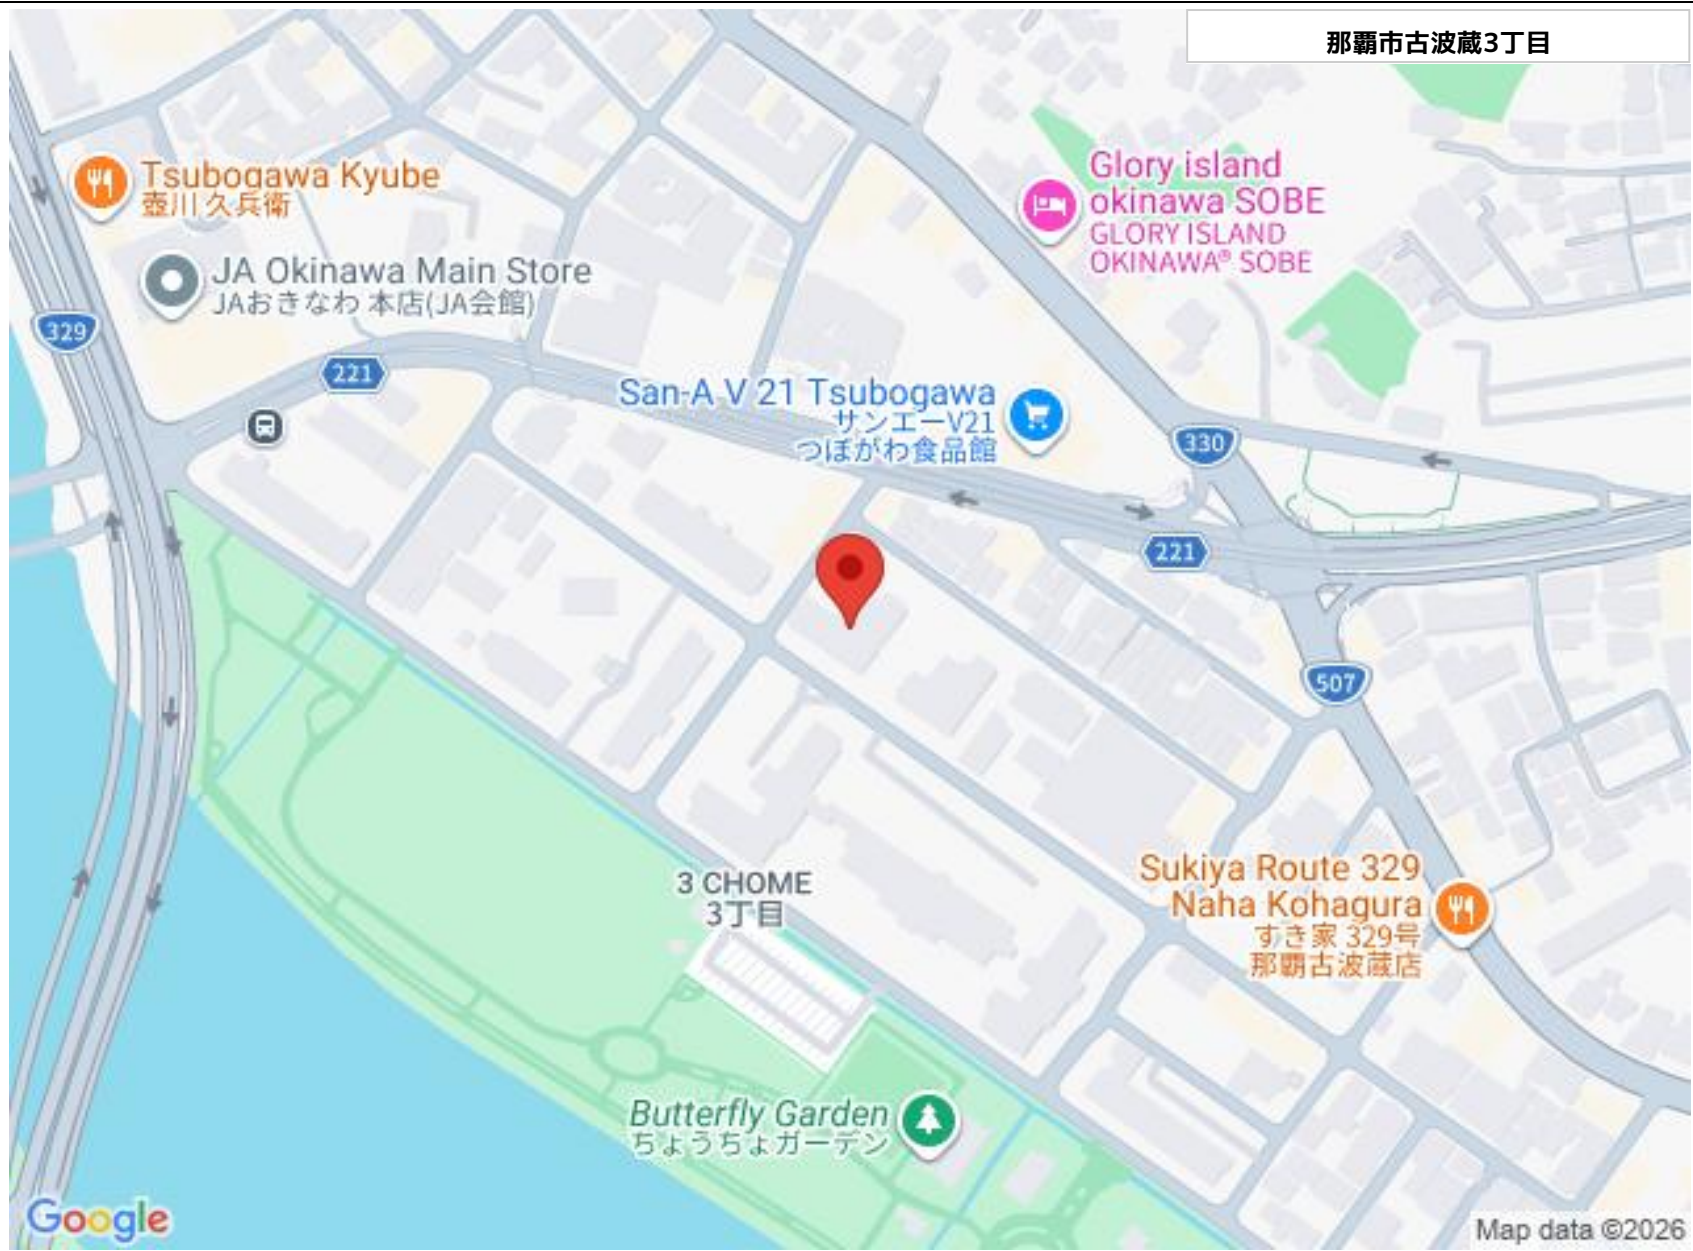 那覇市古波蔵3丁目
Tsubogawa Kyube
壺川 久兵衛
Glory island
okinawa SOBE
GLORY ISLAND
OKINAWA® SOBE
JA Okinawa Main Store
JAおきなわ 本店(JA会館)
329
221
San-A V 21 Tsubogawa
サンエーV21
つぼがわ食品館
330
221
507
Sukiya Route 329
Naha Kohagura
すき家 329号
那覇古波蔵店
3 CHOME
3丁目
Butterfly Garden
ちょうちょガーデン
Google
Map data ©2026